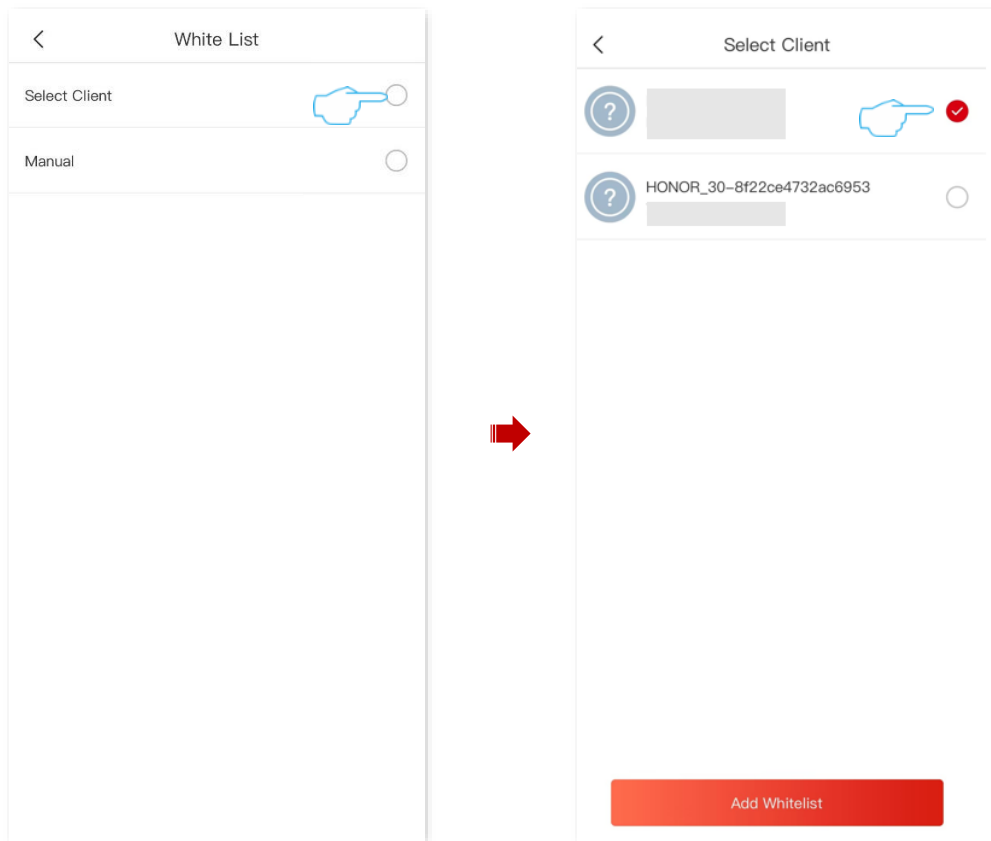 White List
Select Client
Manual
Select Client
HONOR_30-8f22ce4732ac6953
Add Whitelist